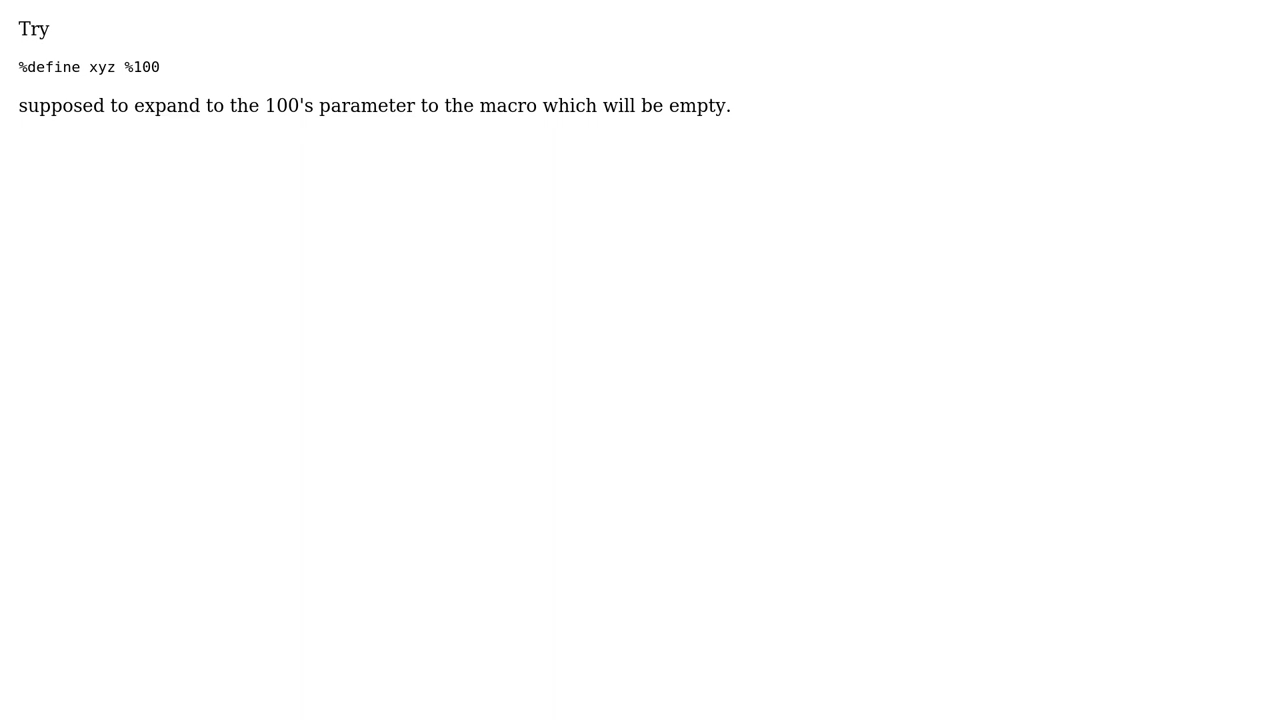 Try
%define xyz %100
supposed to expand to the 100's parameter to the macro which will be empty.